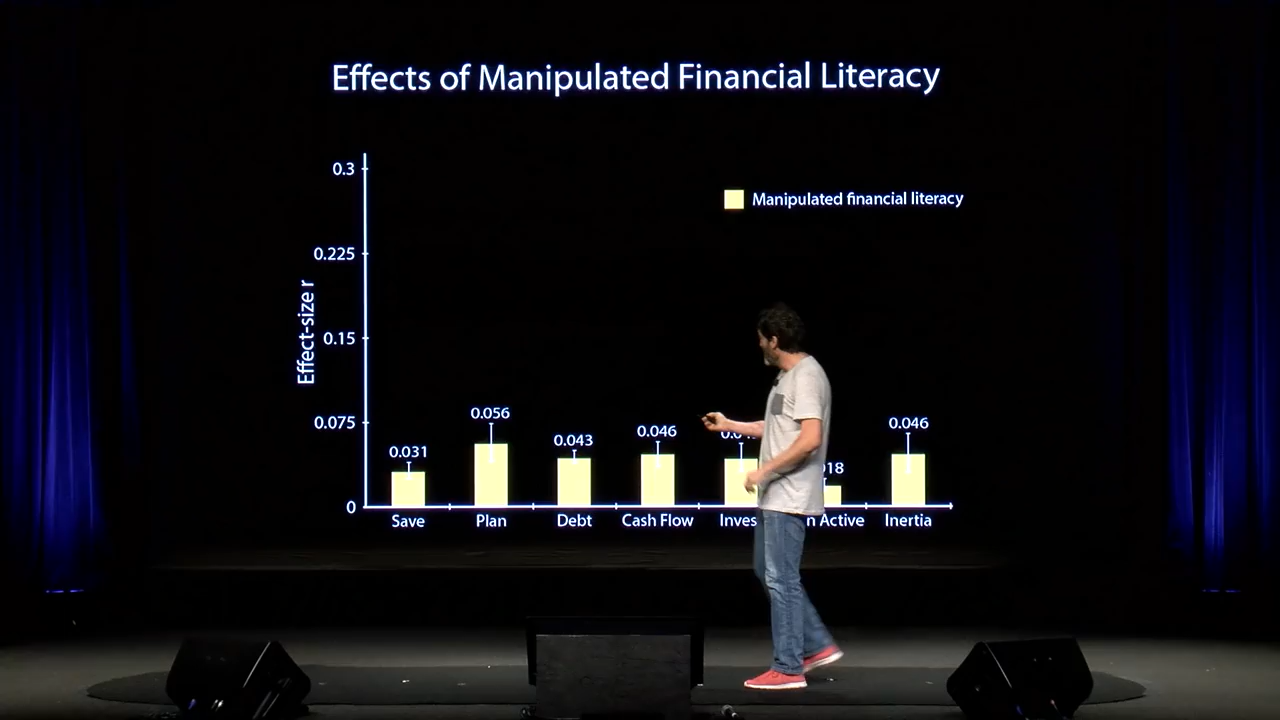 Effects of Manipulated Financial Literacy
0.3
Manipulated financial literacy
0.225
Effect-size r
0.15
0.075
0
0.031
0.056
0.043
0.046
0.046
Save
Plan
Debt
Cash Flow
Active
Inertia